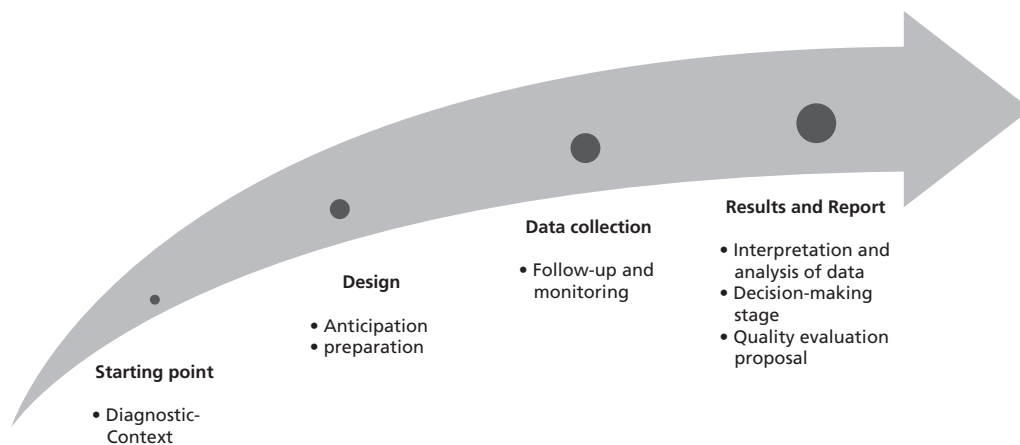 Starting point
• Diagnostic-
Context
Design
• Anticipation
• preparation
Data collection
• Follow-up and
monitoring
Results and Report
• Interpretation and
analysis of data
• Decision-making
stage
• Quality evaluation
proposal